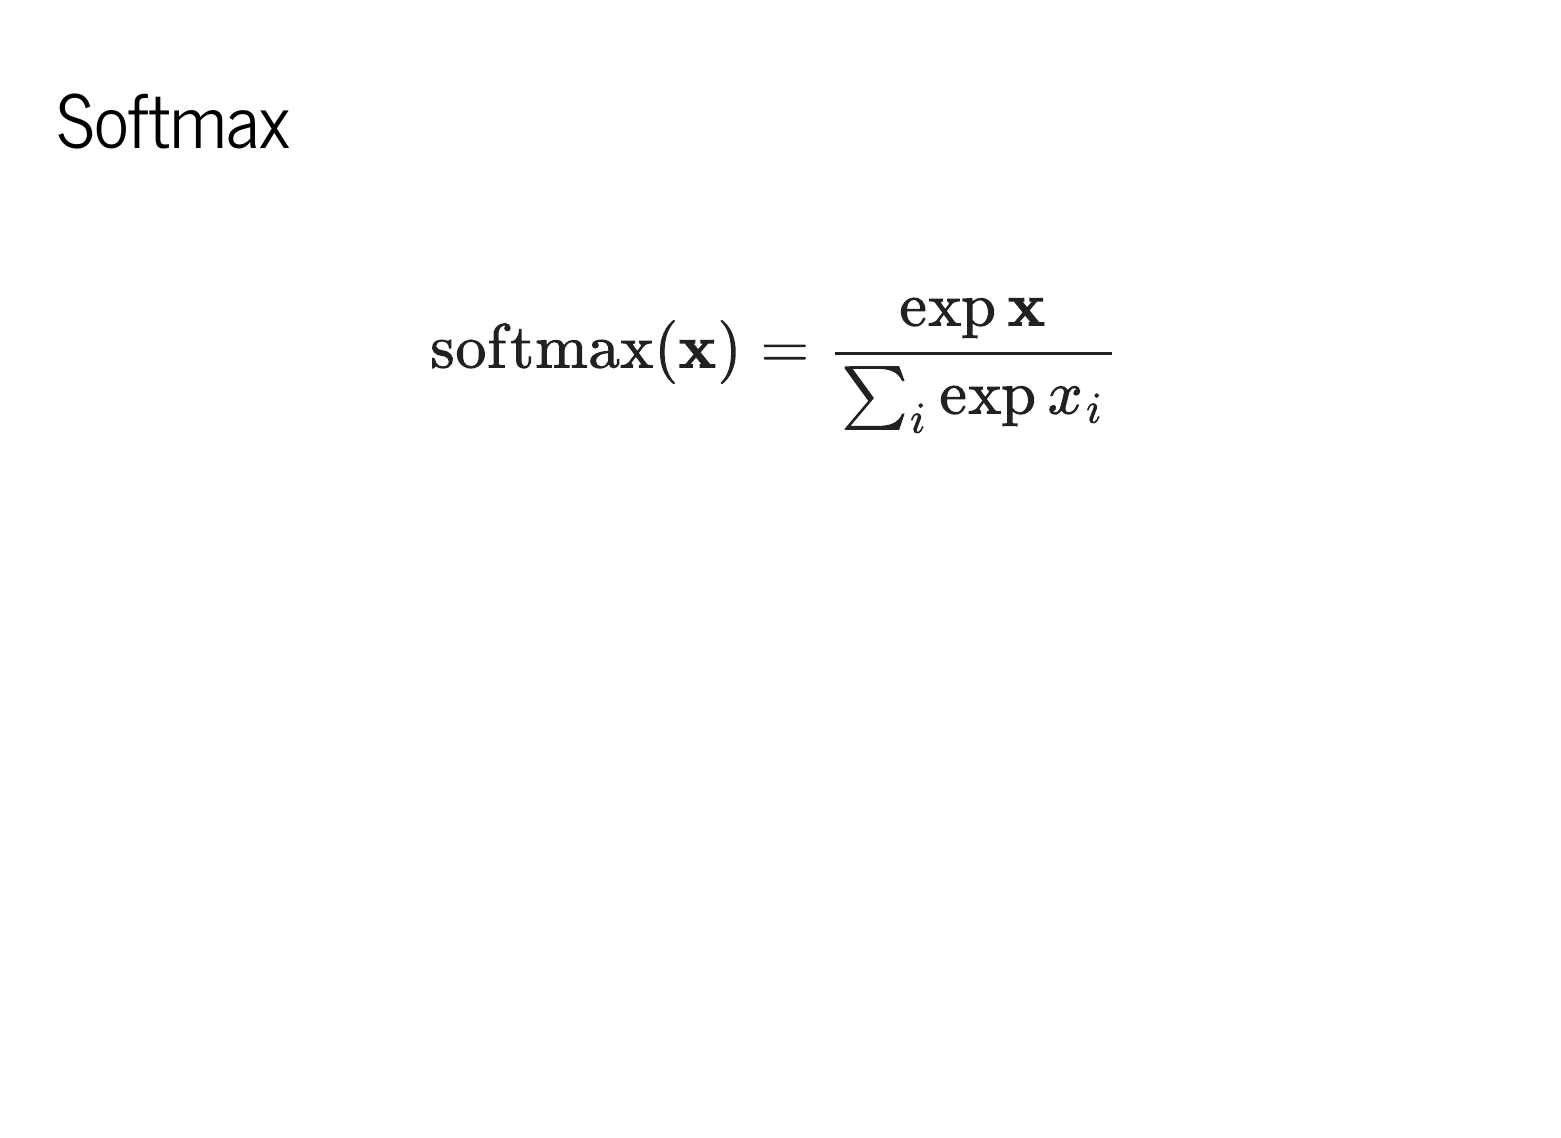 Softmax
softmax(𝐱) = exp 𝐱 / ∑ᵢ exp xᵢ